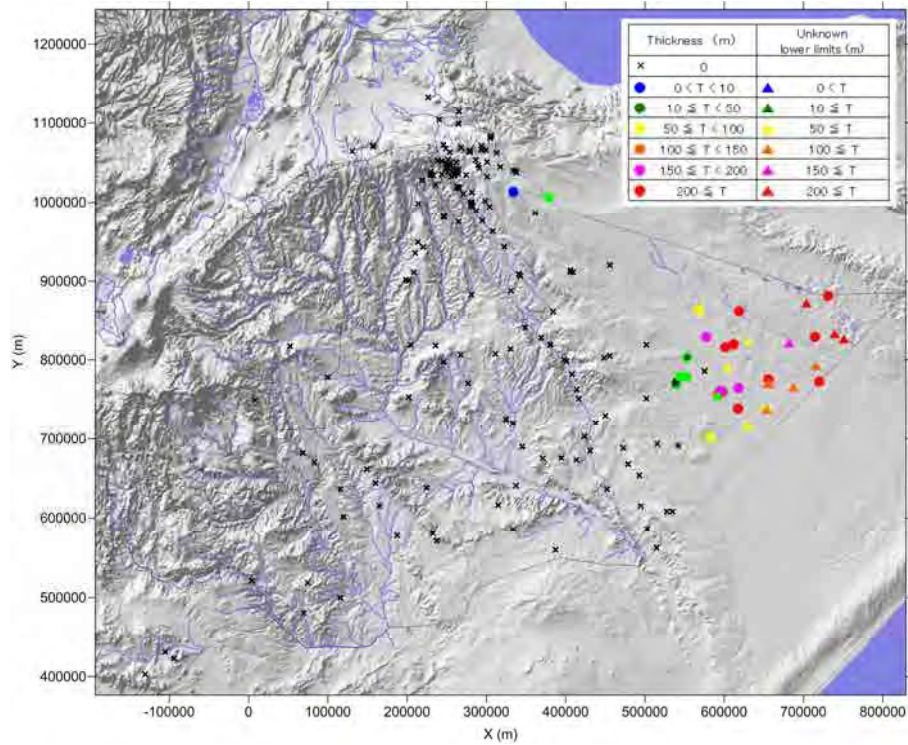 Thickness (m)
Unknown lower limits (m)
0
0 < T < 10
0 < T
10 ≦ T < 50
10 ≦ T
50 ≦ T < 100
50 ≦ T
100 ≦ T < 150
100 ≦ T
150 ≦ T < 200
150 ≦ T
200 ≦ T
200 ≦ T
1200000
1100000
1000000
900000
800000
700000
600000
500000
400000
Y (m)
-100000 0 100000 200000 300000 400000 500000 600000 700000 800000
X (m)